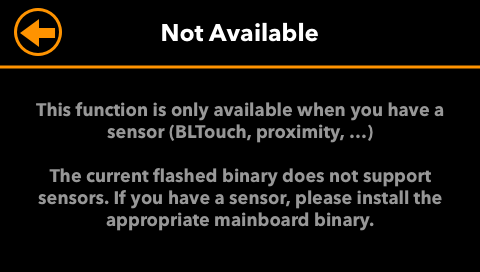 Not Available
This function is only available when you have a
sensor (BLTouch, proximity, ...)
The current flashed binary does not support
sensors. If you have a sensor, please install the
appropriate mainboard binary.